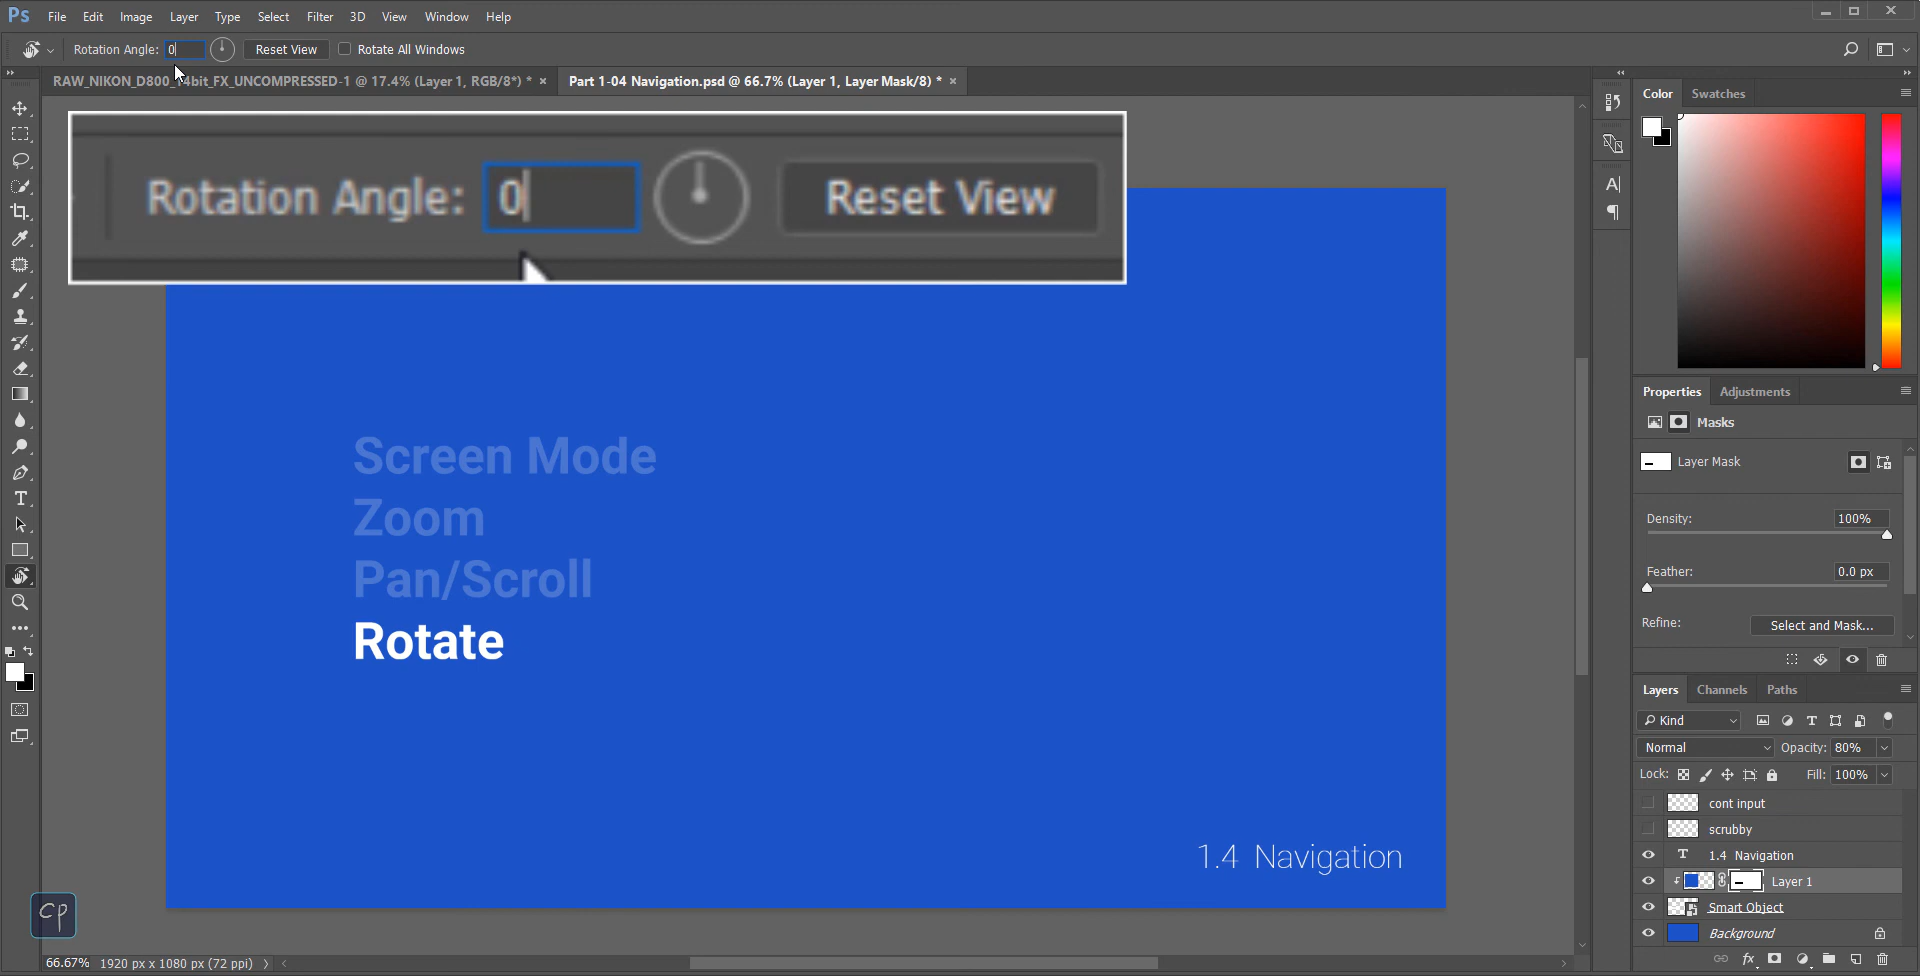 Ps File Edit Image Layer Type Select Filter 3D View Window Help
Rotation Angle: 0 Reset View Rotate All Windows
RAW_NIKON_D800_14bit_FX_UNCOMPRESSED-1 @ 17.4% (Layer 1, RGB/8*) * ×
Part 1-04 Navigation.psd @ 66.7% (Layer 1, Layer Mask/8) * ×
Rotation Angle: 0 Reset View
Screen Mode
Zoom
Pan/Scroll
Rotate
1.4 Navigation
cp
66.67% 1920 px x 1080 px (72 ppi)
Color Swatches
Properties Adjustments
Masks
Layer Mask
Density: 100%
Feather: 0.0 px
Refine: Select and Mask...
Layers Channels Paths
Kind
Normal Opacity: 80%
Lock: Fill: 100%
cont input
scrubby
T 1.4 Navigation
Layer 1
Smart Object
Background
fx